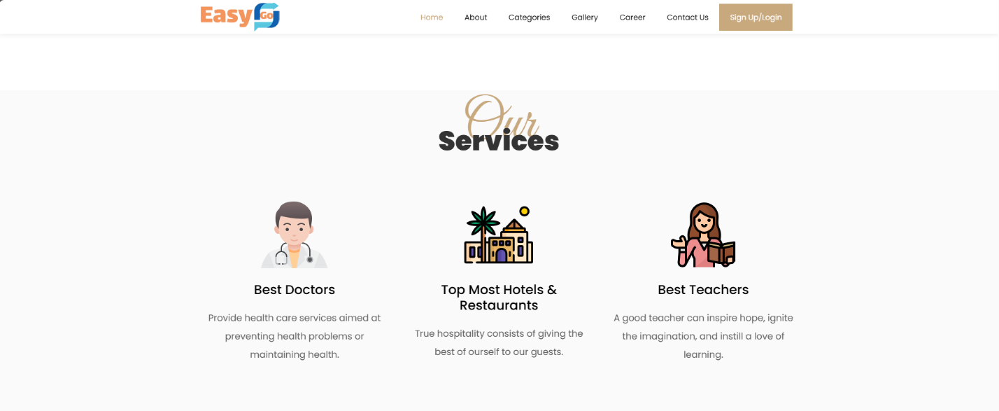 Easy Go
Home About Categories Gallery Career Contact Us Sign Up/Login
Our
Services
Best Doctors
Provide health care services aimed at
preventing health problems or
maintaining health.
Top Most Hotels &
Restaurants
True hospitality consists of giving the
best of ourself to our guests.
Best Teachers
A good teacher can inspire hope, ignite
the imagination, and instill a love of
learning.